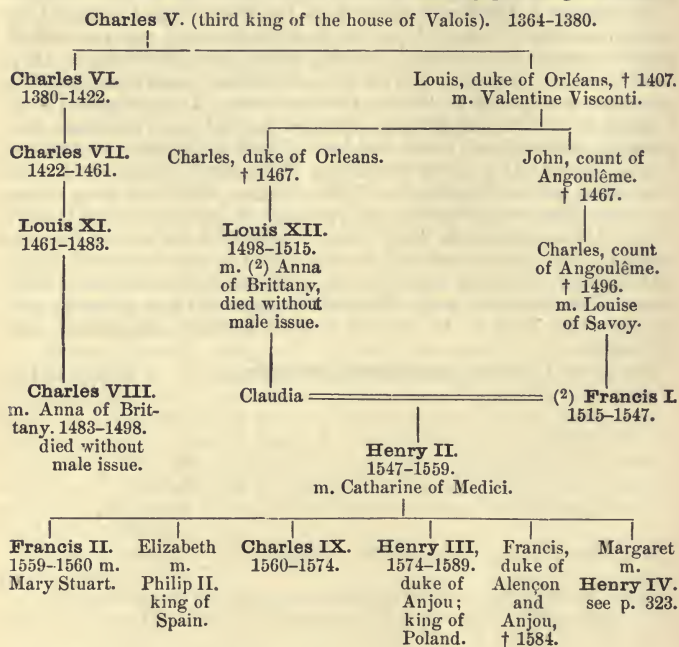 Charles V. (third king of the house of Valois). 1364-1380.
Charles VI.
1380-1422.
Louis, duke of Orléans, † 1407.
m. Valentine Visconti.
Charles VII.
1422-1461.
Charles, duke of Orleans.
† 1467.
John, count of
Angoulême.
† 1467.
Louis XI.
1461-1483.
Louis XII.
1498-1515.
m. (2) Anna
of Brittany,
died without
male issue.
Charles, count
of Angoulême.
† 1496.
m. Louise
of Savoy.
Charles VIII.
m. Anna of Brit-
tany. 1483-1498.
died without
male issue.
Claudia
(2) Francis I.
1515-1547.
Henry II.
1547-1559.
m. Catharine of Medici.
Francis II.
1559-1560 m.
Mary Stuart.
Elizabeth
m.
Philip II.
king of
Spain.
Charles IX.
1560-1574.
Henry III,
1574-1589.
duke of
Anjou;
king of
Poland.
Francis,
duke of
Alençon
and
Anjou,
† 1584.
Margaret
m.
Henry IV.
see p. 323.